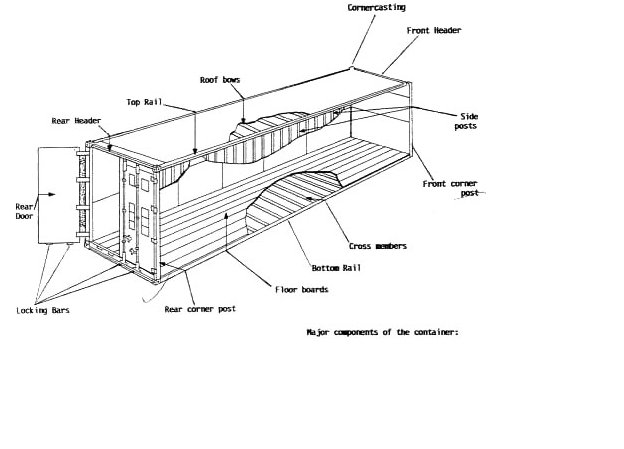 Cornercasting
Front Header
Roof bows
Top Rail
Rear Header
Side
posts
Front corner
post
Rear
Door
Cross members
Bottom Rail
Floor boards
Rear corner post
Locking Bars
Major components of the container: